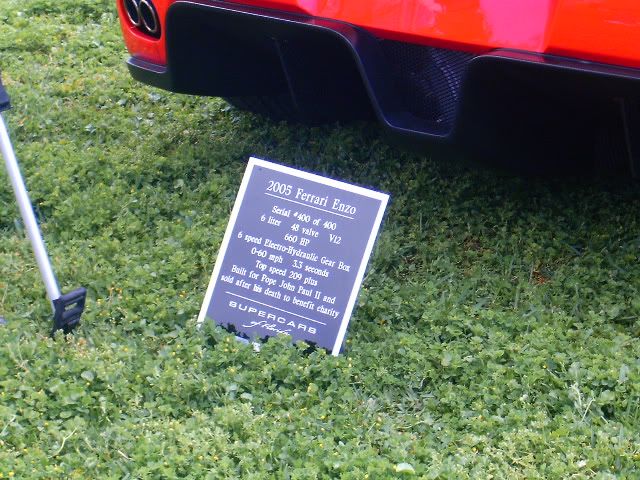 2005 Ferrari Enzo
Serial #400 of 400
6 liter 48 valve V12
660 HP
6 speed Electro-Hydraulic Gear Box
0-60 mph 3.3 seconds
Top speed 209 plus
Built for Pope John Paul II and
sold after his death to benefit charity
SUPERCARS